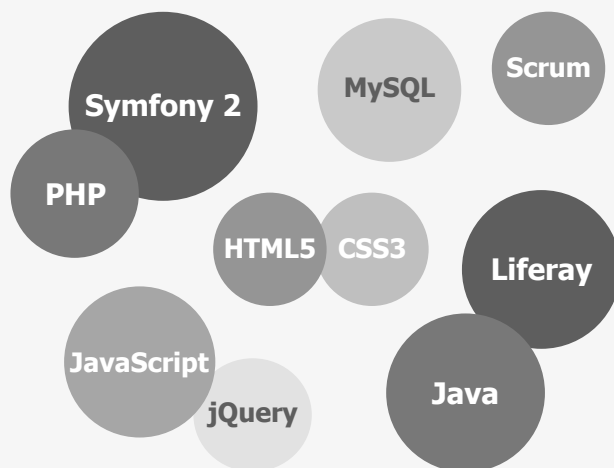 Symfony 2
MySQL
Scrum
PHP
HTML5
CSS3
Liferay
JavaScript
jQuery
Java